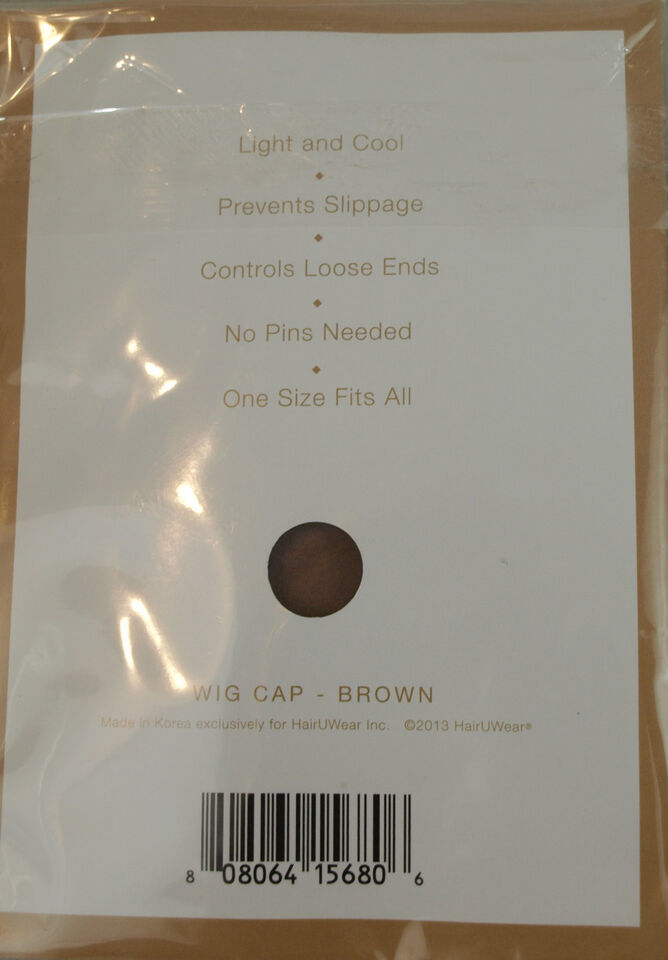 Light and Cool
Prevents Slippage
Controls Loose Ends
No Pins Needed
One Size Fits All
WIG CAP - BROWN
Made in Korea exclusively for HairUWear Inc. ©2013 HairUWear®
8 08064 15680 6